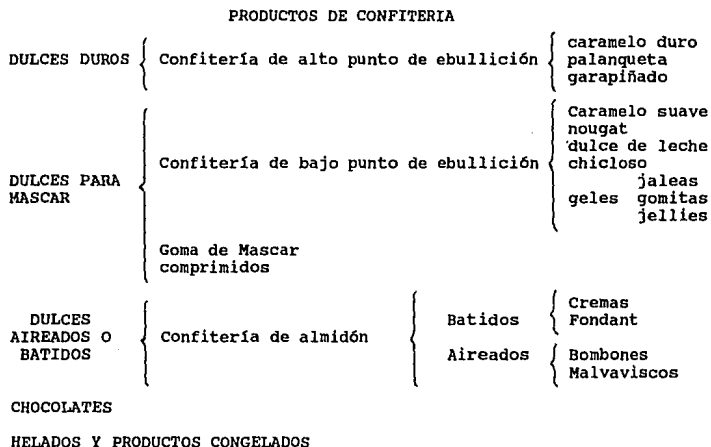 PRODUCTOS DE CONFITERIA
DULCES DUROS
Confitería de alto punto de ebullición
caramelo duro
palanqueta
garapiñado
DULCES PARA
MASCAR
Confitería de bajo punto de ebullición
Caramelo suave
nougat
dulce de leche
chicloso
jaleas
geles gomitas
jellies
Goma de Mascar
comprimidos
DULCES
AIREADOS O
BATIDOS
Confitería de almidón
Batidos
Cremas
Fondant
Aireados
Bombones
Malvaviscos
CHOCOLATES
HELADOS Y PRODUCTOS CONGELADOS